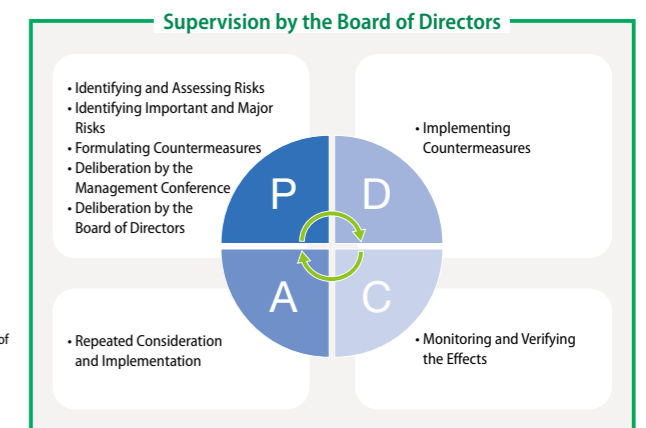 Supervision by the Board of Directors
• Identifying and Assessing Risks
• Identifying Important and Major
Risks
• Formulating Countermeasures
• Deliberation by the
Management Conference
• Deliberation by the
Board of Directors
• Implementing
Countermeasures
P
D
A
C
of
• Repeated Consideration
and Implementation
• Monitoring and Verifying
the Effects